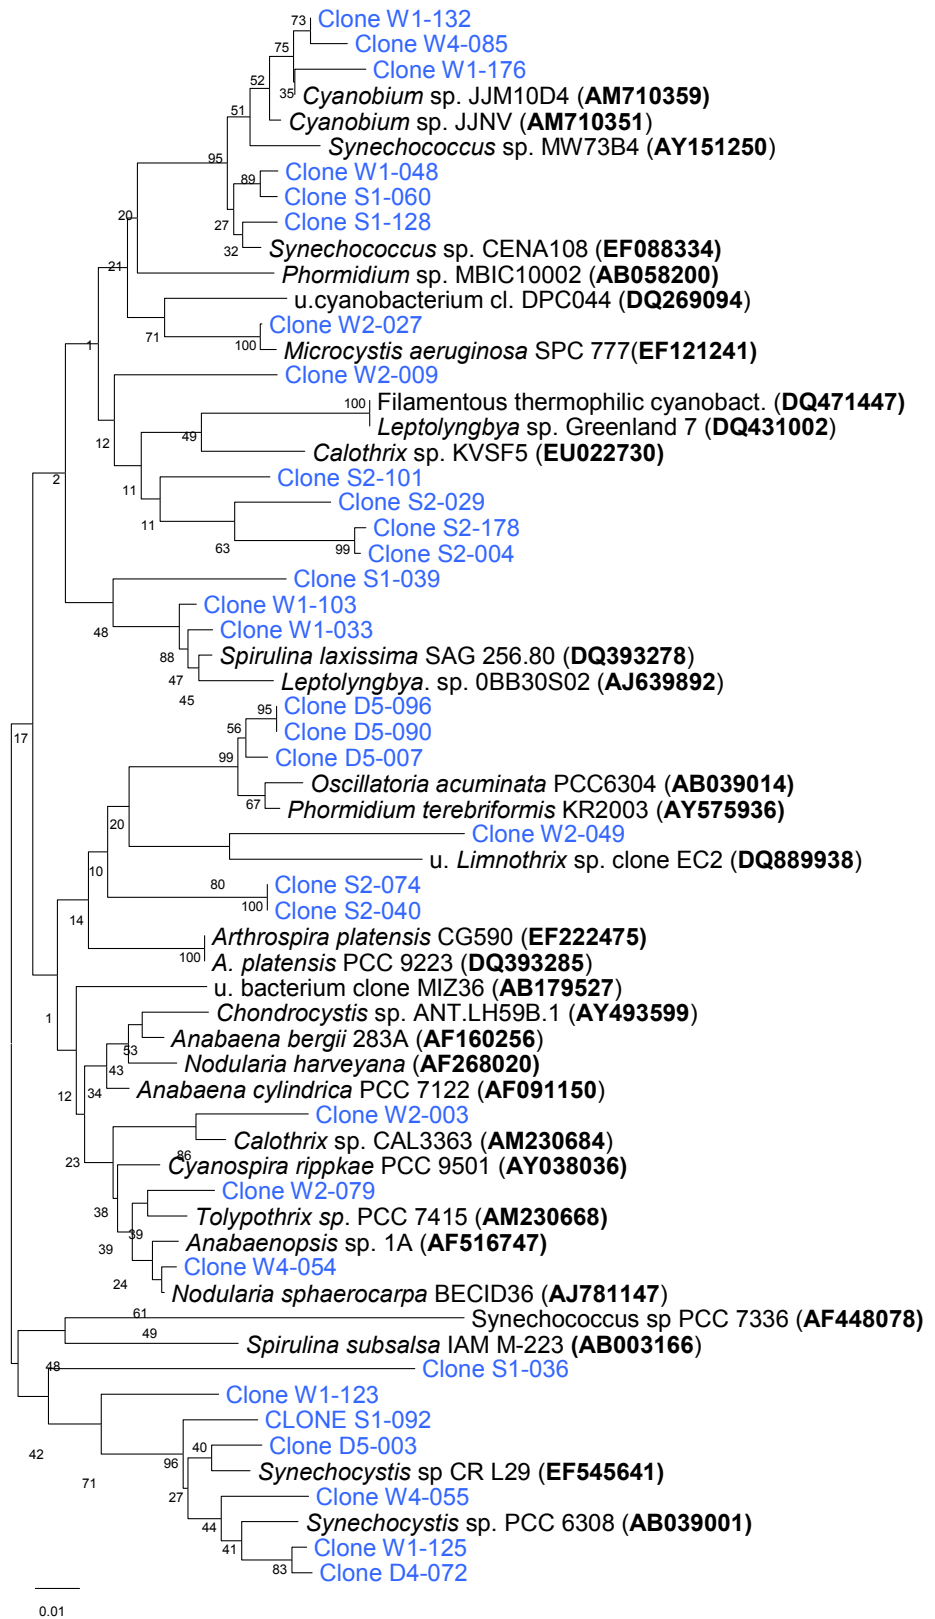 73 Clone W1-132
Clone W4-085
75
Clone W1-176
52
35 Cyanobium sp. JJM10D4 (AM710359)
51
Cyanobium sp. JJNV (AM710351)
Synechococcus sp. MW73B4 (AY151250)
95
Clone W1-048
89
Clone S1-060
20
Clone S1-128
27
32 Synechococcus sp. CENA108 (EF088334)
21
Phormidium sp. MBIC10002 (AB058200)
u.cyanobacterium cl. DPC044 (DQ269094)
Clone W2-027
71
1
100 Microcystis aeruginosa SPC 777(EF121241)
Clone W2-009
100 Filamentous thermophilic cyanobact. (DQ471447)
Leptolyngbya sp. Greenland 7 (DQ431002)
49
12
Calothrix sp. KVSF5 (EU022730)
2
Clone S2-101
11
Clone S2-029
11
Clone S2-178
63
99 Clone S2-004
Clone S1-039
Clone W1-103
48
Clone W1-033
88
Spirulina laxissima SAG 256.80 (DQ393278)
47
Leptolyngbya. sp. 0BB30S02 (AJ639892)
45
95 Clone D5-096
56
Clone D5-090
17
99
Clone D5-007
Oscillatoria acuminata PCC6304 (AB039014)
67
Phormidium terebriformis KR2003 (AY575936)
20
Clone W2-049
u. Limnothrix sp. clone EC2 (DQ889938)
10
80 Clone S2-074
100 Clone S2-040
14
Arthrospira platensis CG590 (EF222475)
100 A. platensis PCC 9223 (DQ393285)
u. bacterium clone MIZ36 (AB179527)
1
Chondrocystis sp. ANT.LH59B.1 (AY493599)
Anabaena bergii 283A (AF160256)
53
43 Nodularia harveyana (AF268020)
12 34 Anabaena cylindrica PCC 7122 (AF091150)
Clone W2-003
Calothrix sp. CAL3363 (AM230684)
86
23
Cyanospira rippkae PCC 9501 (AY038036)
Clone W2-079
38
Tolypothrix sp. PCC 7415 (AM230668)
39
39
Anabaenopsis sp. 1A (AF516747)
Clone W4-054
24
Nodularia sphaerocarpa BECID36 (AJ781147)
61
Synechococcus sp PCC 7336 (AF448078)
49
Spirulina subsalsa IAM M-223 (AB003166)
48
Clone S1-036
Clone W1-123
CLONE S1-092
42
40 Clone D5-003
96
Synechocystis sp CR L29 (EF545641)
71
27
Clone W4-055
44
Synechocystis sp. PCC 6308 (AB039001)
41
Clone W1-125
83
Clone D4-072
0.01